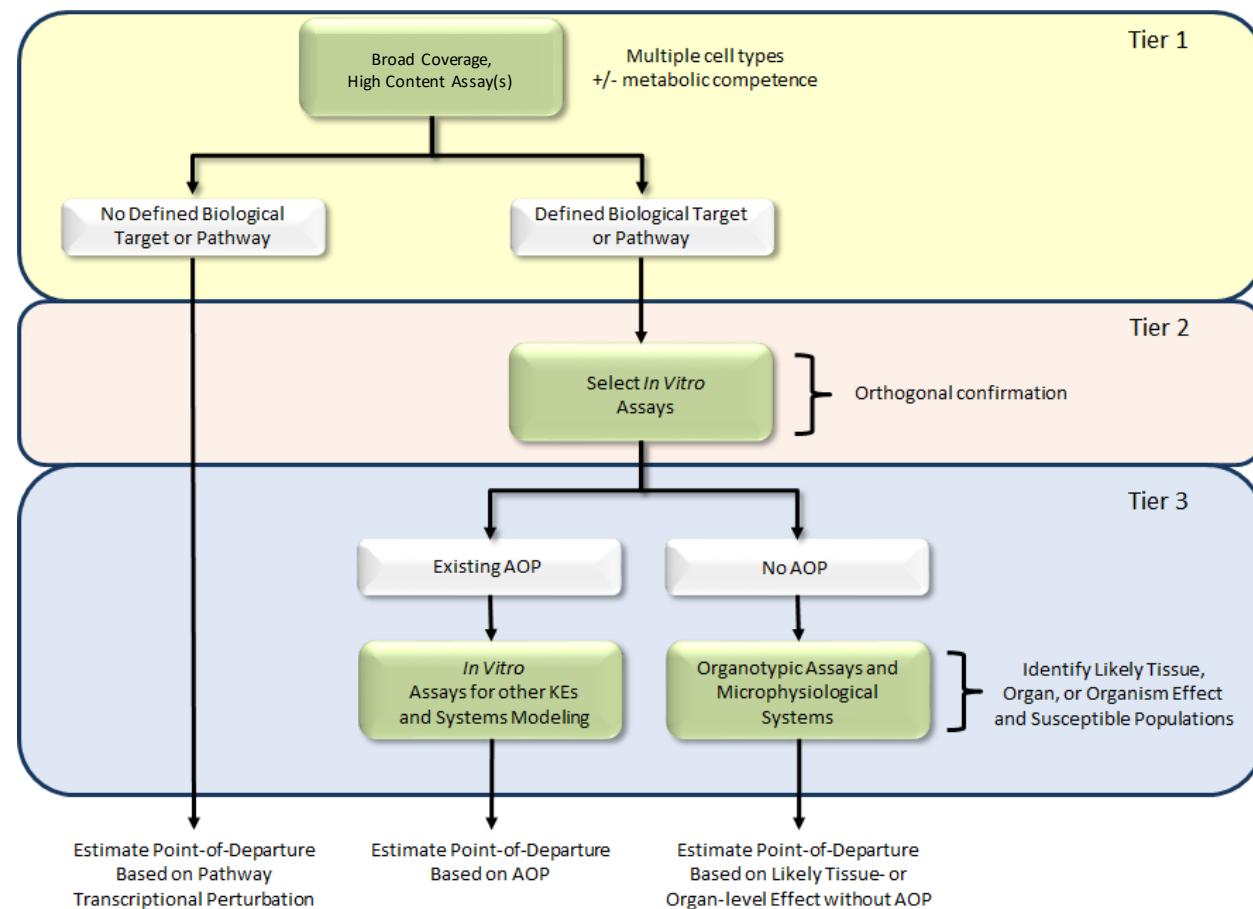 Tier 1
Broad Coverage,
High Content Assay(s)
Multiple cell types
+/- metabolic competence
No Defined Biological
Target or Pathway
Defined Biological Target
or Pathway
Tier 2
Select In Vitro
Assays
Orthogonal confirmation
Tier 3
Existing AOP
No AOP
In Vitro
Assays for other KEs
and Systems Modeling
Organotypic Assays and
Microphysiological
Systems
Identify Likely Tissue,
Organ, or Organism Effect
and Susceptible Populations
Estimate Point-of-Departure
Based on Pathway
Transcriptional Perturbation
Estimate Point-of-Departure
Based on AOP
Estimate Point-of-Departure
Based on Likely Tissue- or
Organ-level Effect without AOP